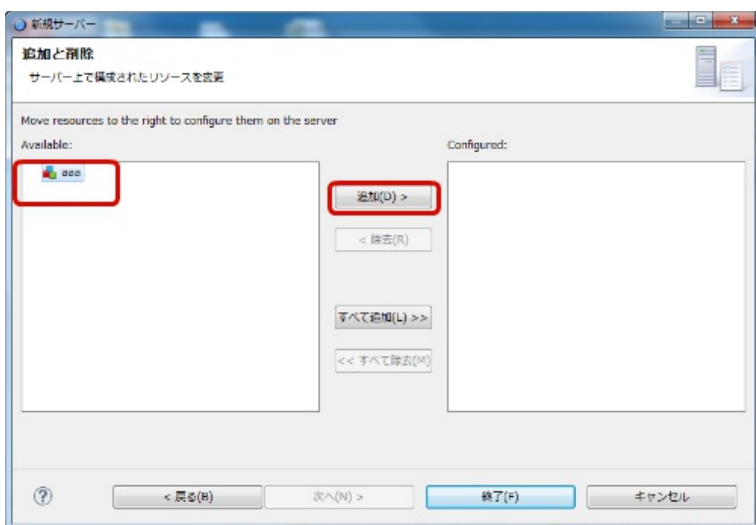 新規サーバー
追加と削除
サーバー上で構成されたリソースを変更
Move resources to the right to configure them on the server
Available:
Configured:
aaa
追加(D) >
< 除去(R)
すべて追加(L) >>
<< すべて除去(M)
?
< 戻る(B)
次へ(N) >
終了(F)
キャンセル